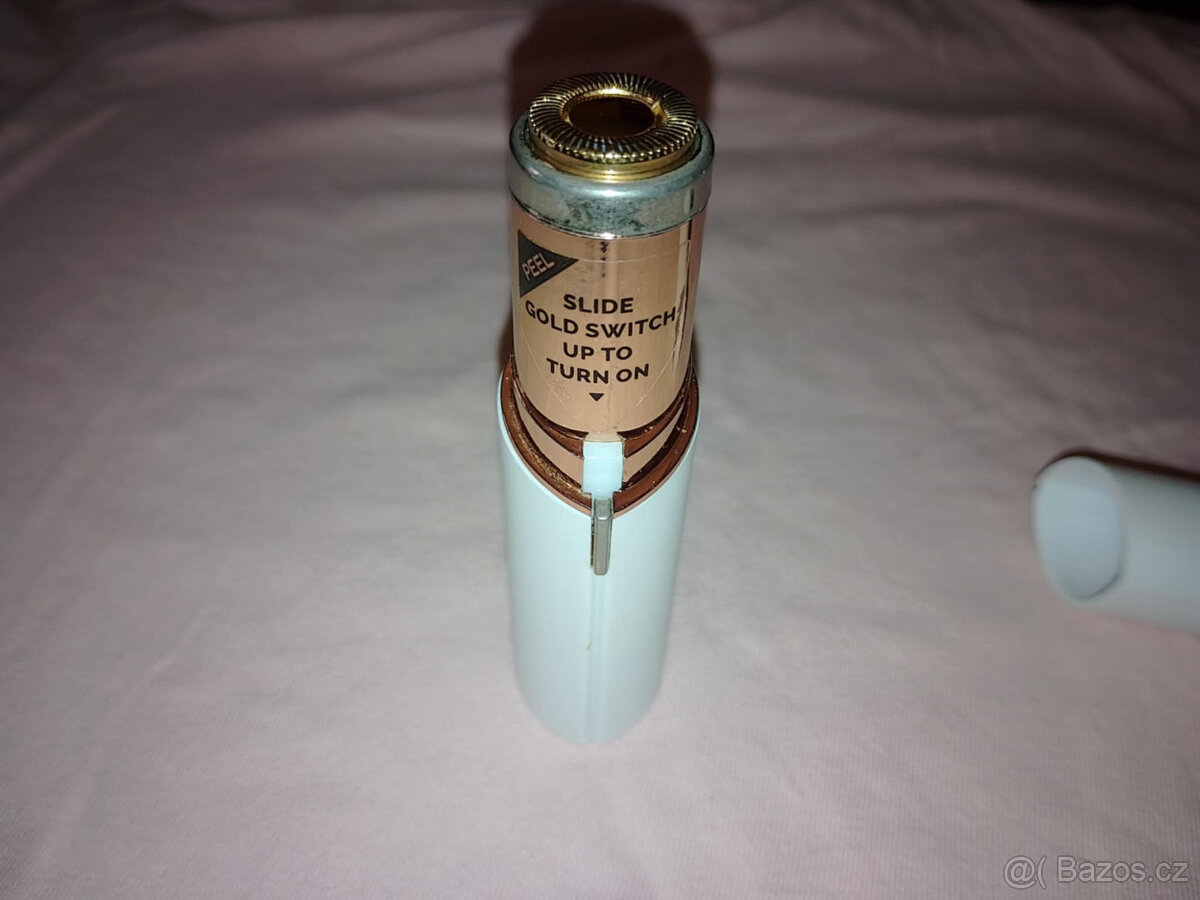 PEEL
SLIDE
GOLD SWITCH
UP TO
TURN ON
@( Bazos.cz